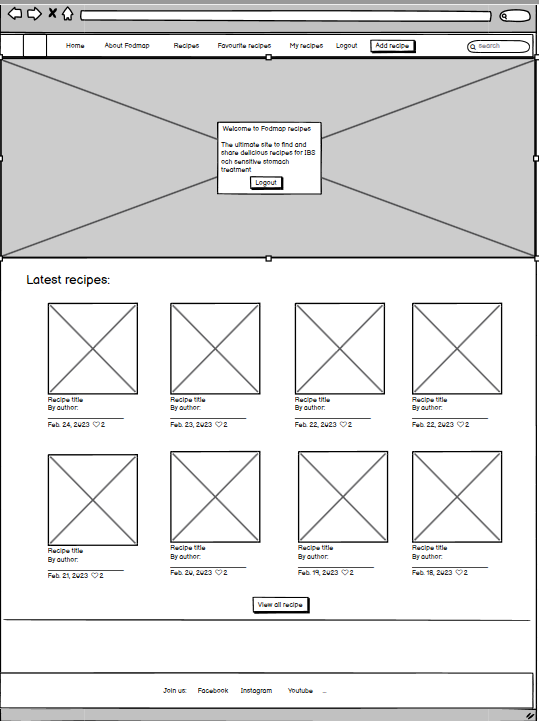 Home About Fodmap Recipes Favourite recipes My recipes Logout Add recipe search
Welcome to Fodmap recipes
The ultimate site to find and
share delicious recipes for IBS
och sensitive stomach
treatment
Logout
Latest recipes:
Recipe title Recipe title Recipe title Recipe title
By author: By author: By author: By author:
Feb. 24, 2023 ♡2 Feb. 23, 2023 ♡2 Feb. 22, 2023 ♡2 Feb. 22, 2023 ♡2
Recipe title Recipe title Recipe title Recipe title
By author: By author: By author: By author:
Feb. 21, 2023 ♡2 Feb. 20, 2023 ♡2 Feb. 19, 2023 ♡2 Feb. 18, 2023 ♡2
View all recipe
Join us: Facebook Instagram Youtube ...